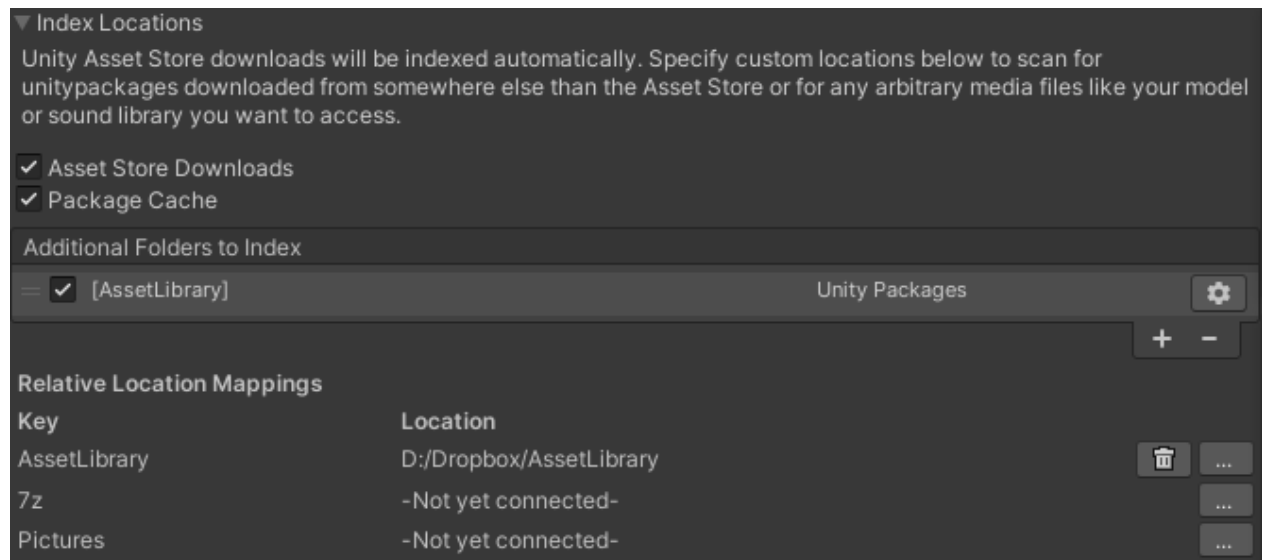 Index Locations
Unity Asset Store downloads will be indexed automatically. Specify custom locations below to scan for
unitypackages downloaded from somewhere else than the Asset Store or for any arbitrary media files like your model
or sound library you want to access.
Asset Store Downloads
Package Cache
Additional Folders to Index
[AssetLibrary] Unity Packages
+ -
Relative Location Mappings
Key Location
AssetLibrary D:/Dropbox/AssetLibrary ...
7z -Not yet connected- ...
Pictures -Not yet connected- ...